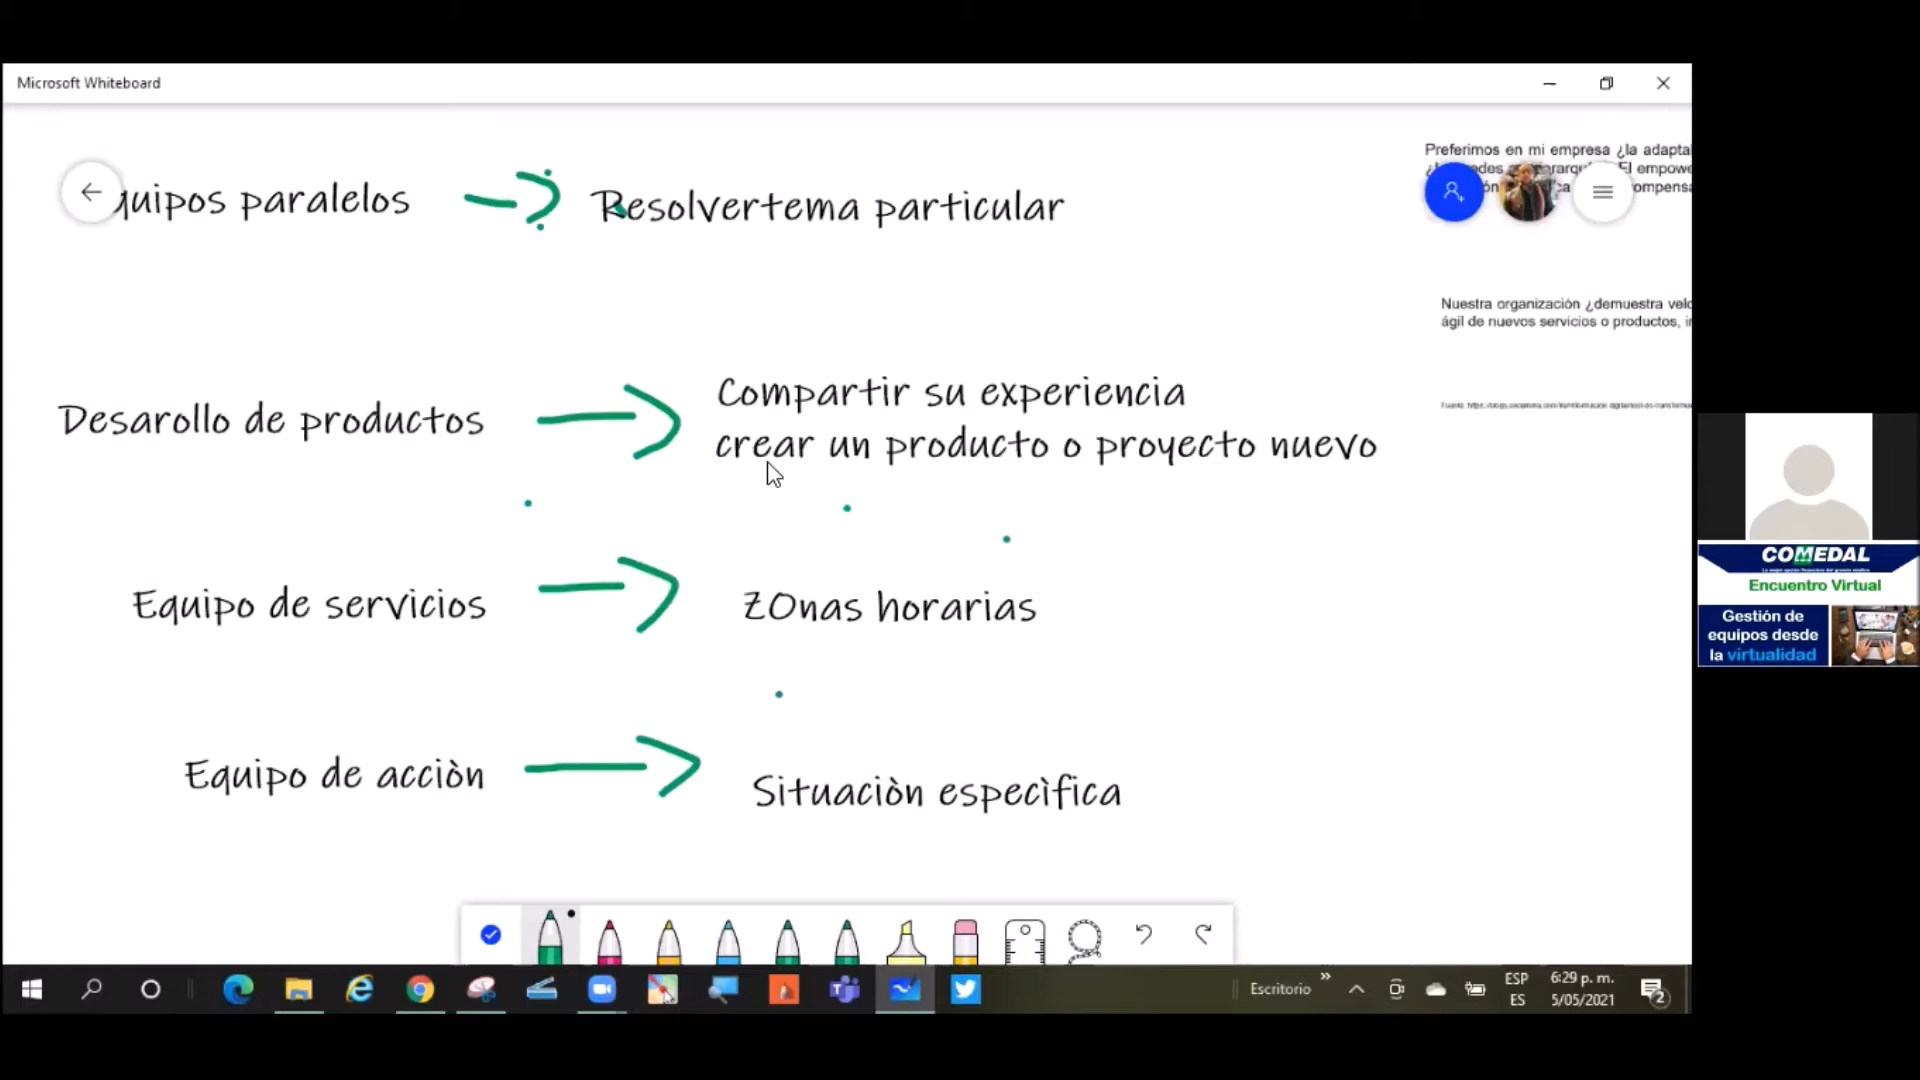 Microsoft Whiteboard
quipos paralelos
Resolvertema particular
Preferimos en mi empresa ¿la
El
Nuestra organización ¿demuestra
ágil de nuevos servicios o productos,
Desarollo de productos
Compartir su experiencia
crear un producto o proyecto nuevo
Equipo de servicios
ZOnas horarias
Equipo de acciòn
Situaciòn especìfica
COMEDAL
Encuentro Virtual
Gestión de
equipos desde
la virtualidad
Escritorio
ESP
ES
6:29 p. m.
5/05/2021
2